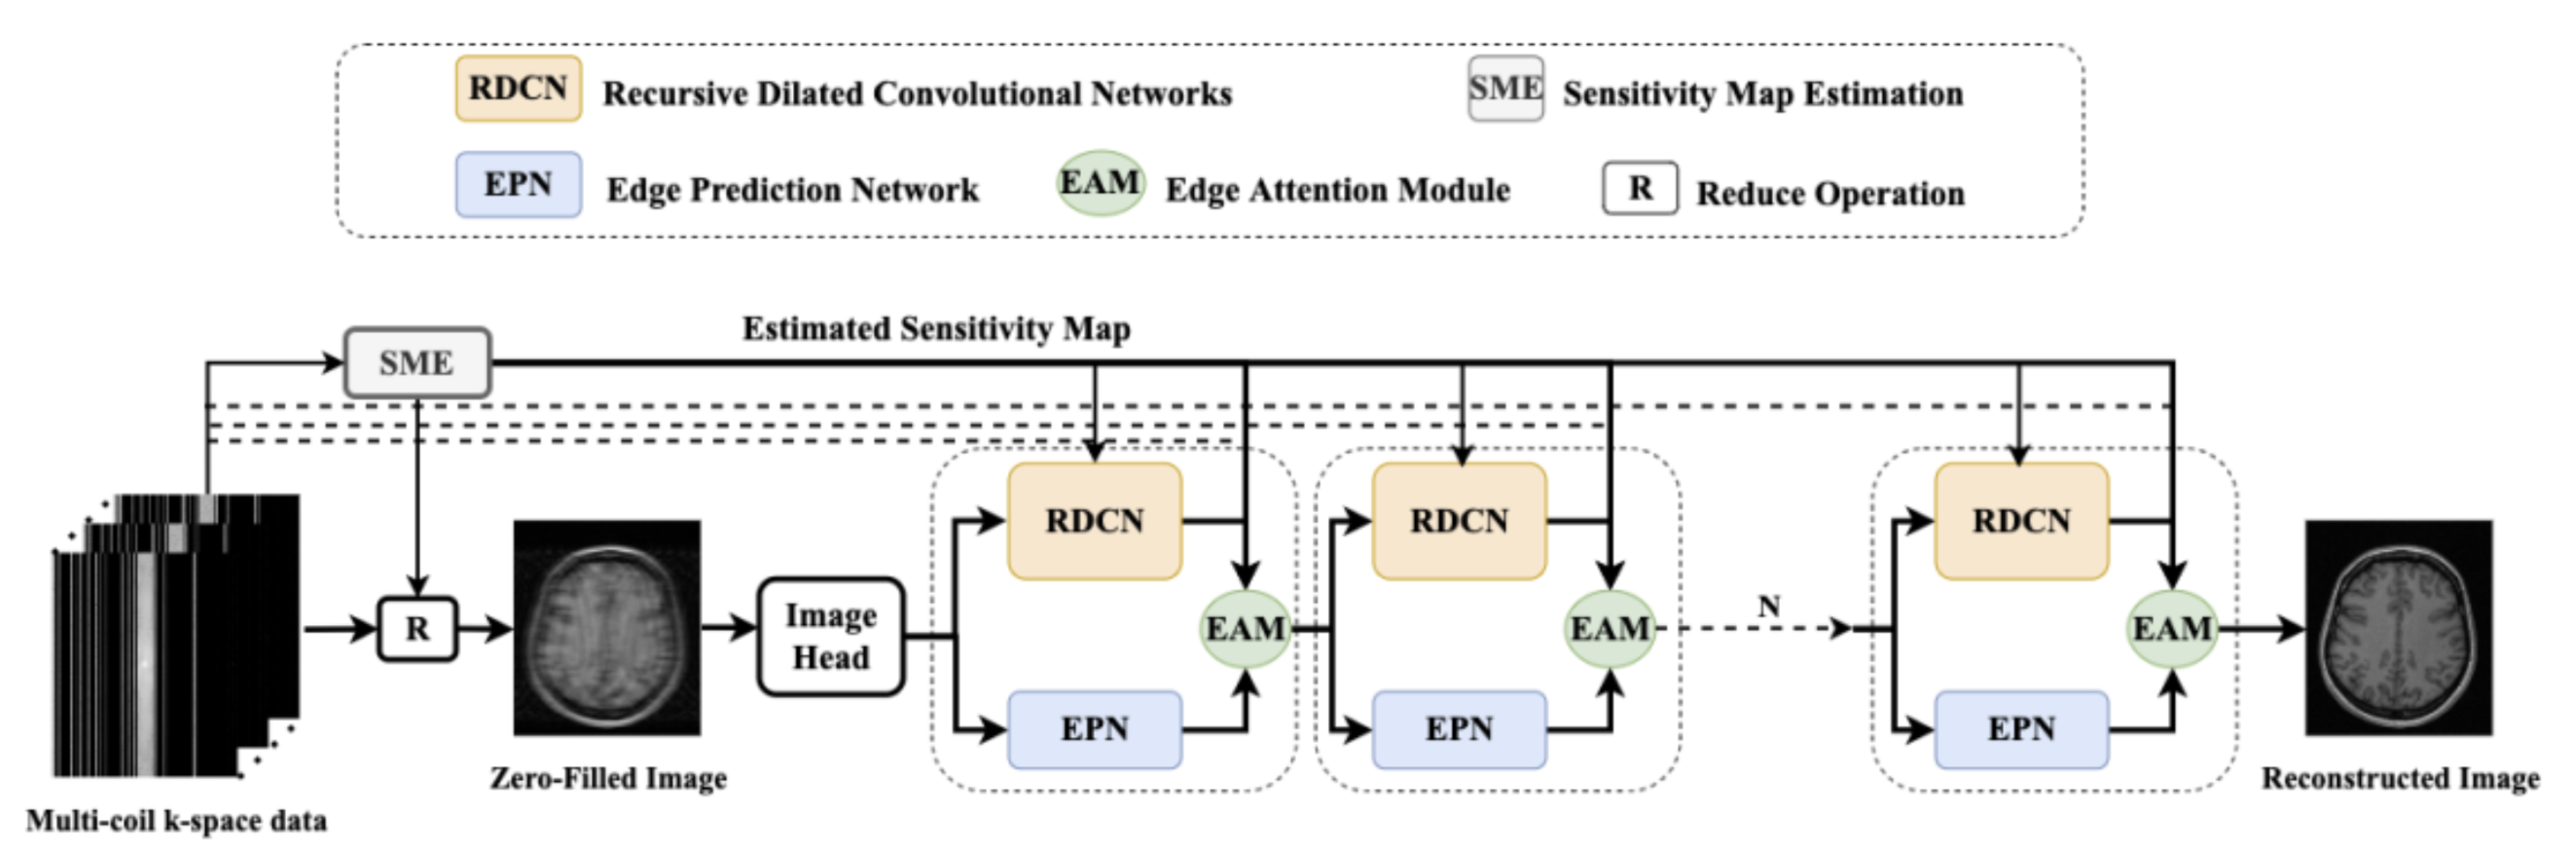 RDCN Recursive Dilated Convolutional Networks SME Sensitivity Map Estimation
EPN Edge Prediction Network EAM Edge Attention Module R Reduce Operation
Estimated Sensitivity Map
SME
RDCN RDCN RDCN
N
R Image Head EAM EAM EAM
EPN EPN EPN
Zero-Filled Image Reconstructed Image
Multi-coil k-space data